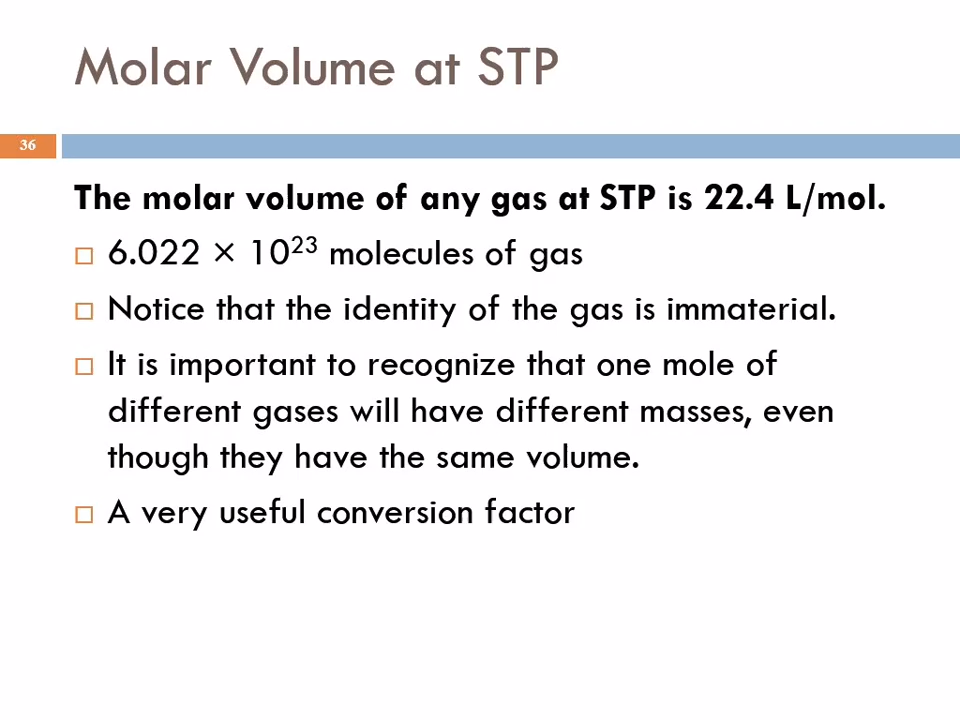 Molar Volume at STP
36
The molar volume of any gas at STP is 22.4 L/mol.
6.022 × 10²³ molecules of gas
Notice that the identity of the gas is immaterial.
It is important to recognize that one mole of
different gases will have different masses, even
though they have the same volume.
A very useful conversion factor